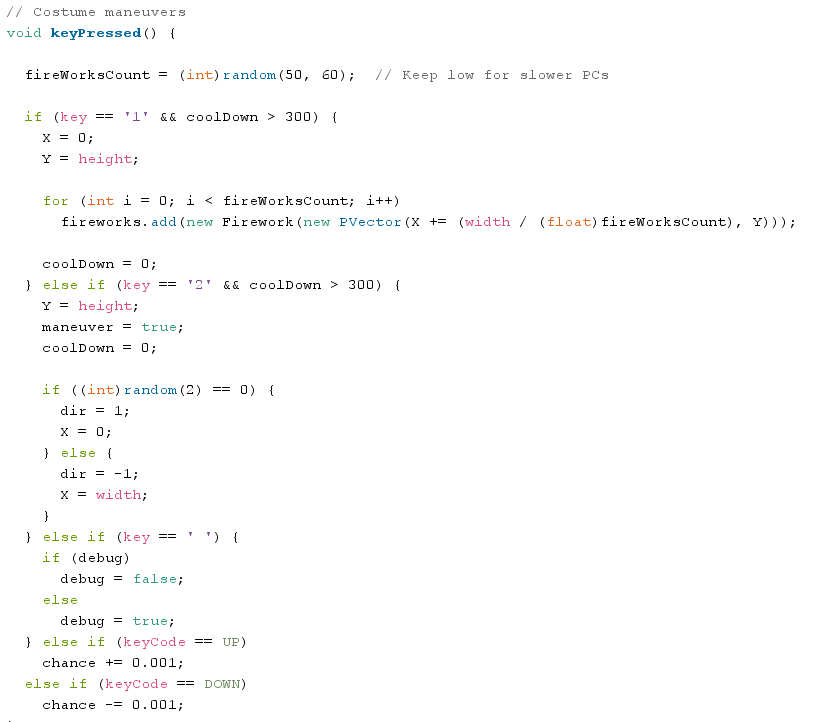 // Costume maneuvers
void keyPressed() {
fireWorksCount = (int)random(50, 60);  // Keep low for slower PCs
if (key == '1' && coolDown > 300) {
X = 0;
Y = height;
for (int i = 0; i < fireWorksCount; i++)
fireworks.add(new Firework(new PVector(X += (width / (float)fireWorksCount), Y)));
coolDown = 0;
} else if (key == '2' && coolDown > 300) {
Y = height;
maneuver = true;
coolDown = 0;
if ((int)random(2) == 0) {
dir = 1;
X = 0;
} else {
dir = -1;
X = width;
}
} else if (key == ' ') {
if (debug)
debug = false;
else
debug = true;
} else if (keyCode == UP)
chance += 0.001;
else if (keyCode == DOWN)
chance -= 0.001;